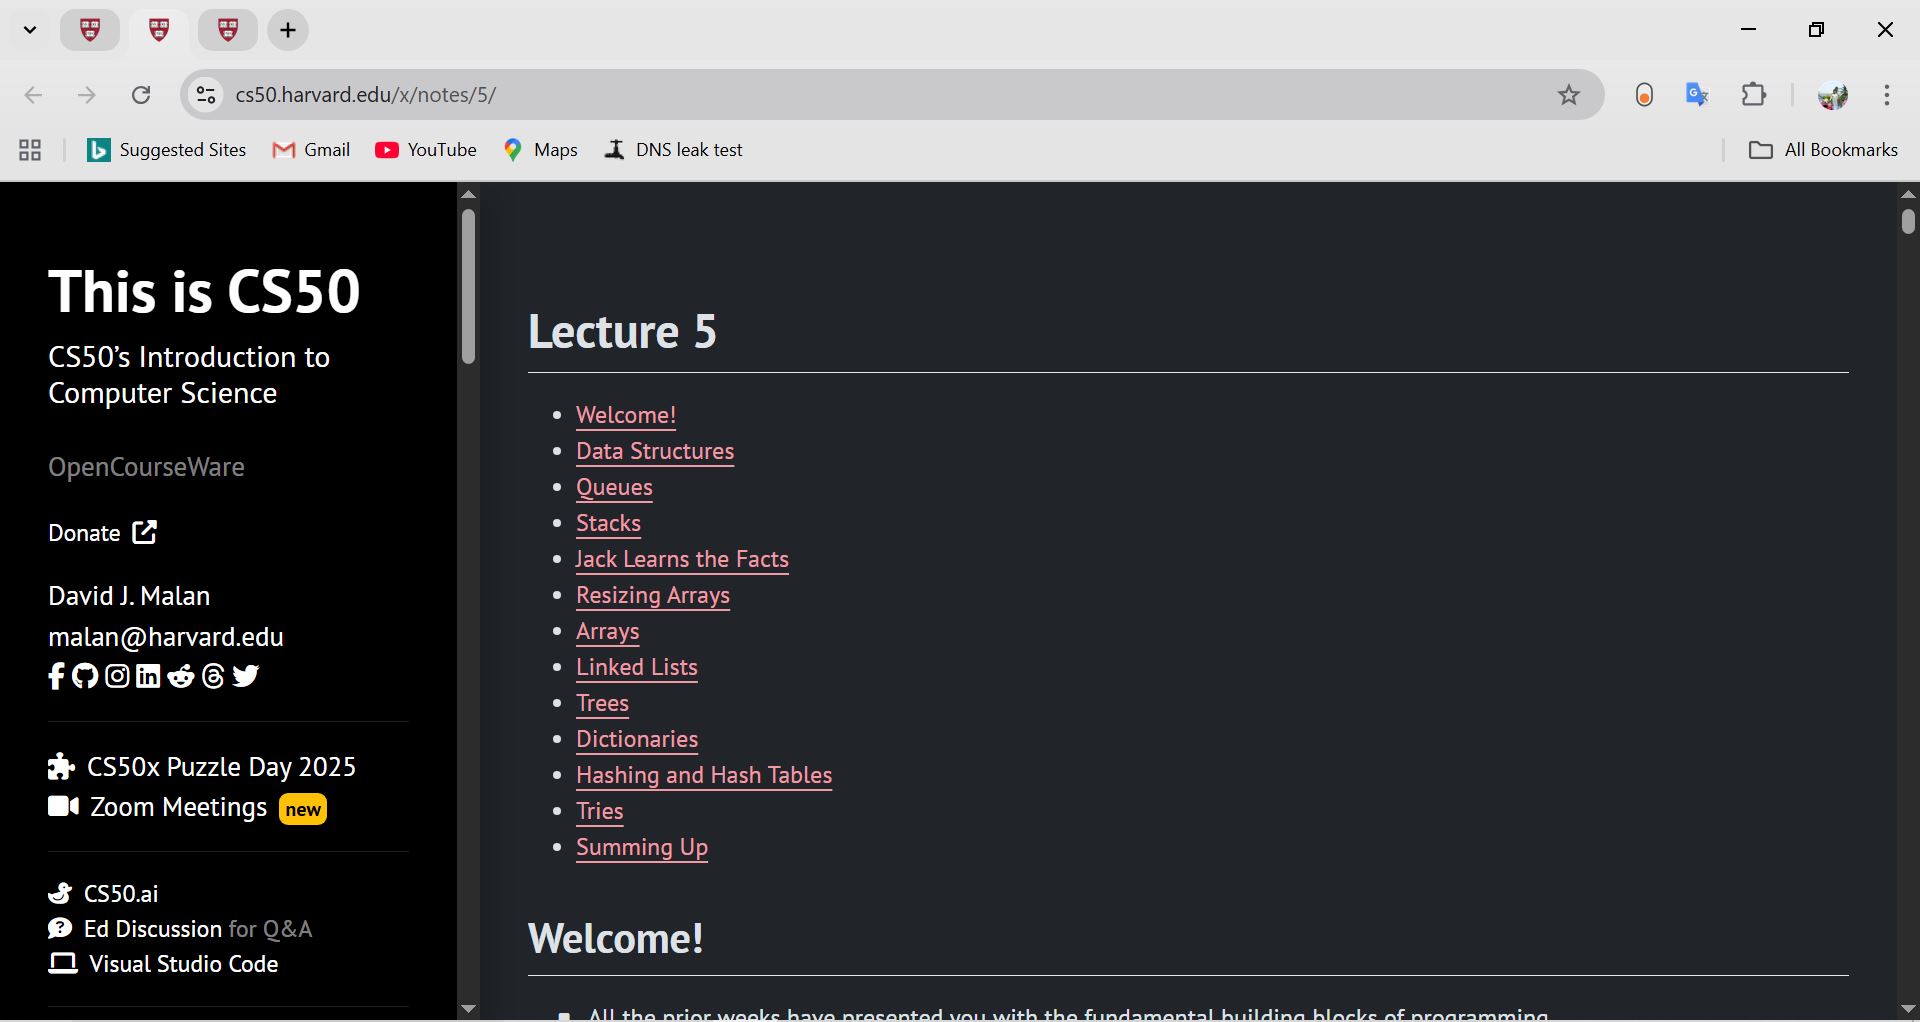 cs50.harvard.edu/x/notes/5/
Suggested Sites
Gmail
YouTube
Maps
DNS leak test
All Bookmarks
This is CS50
CS50’s Introduction to
Computer Science
OpenCourseWare
Donate
David J. Malan
malan@harvard.edu
CS50x Puzzle Day 2025
Zoom Meetings new
CS50.ai
Ed Discussion for Q&A
Visual Studio Code
Lecture 5
Welcome!
Data Structures
Queues
Stacks
Jack Learns the Facts
Resizing Arrays
Arrays
Linked Lists
Trees
Dictionaries
Hashing and Hash Tables
Tries
Summing Up
Welcome!
All the prior weeks have presented you with the fundamental building blocks of programming.